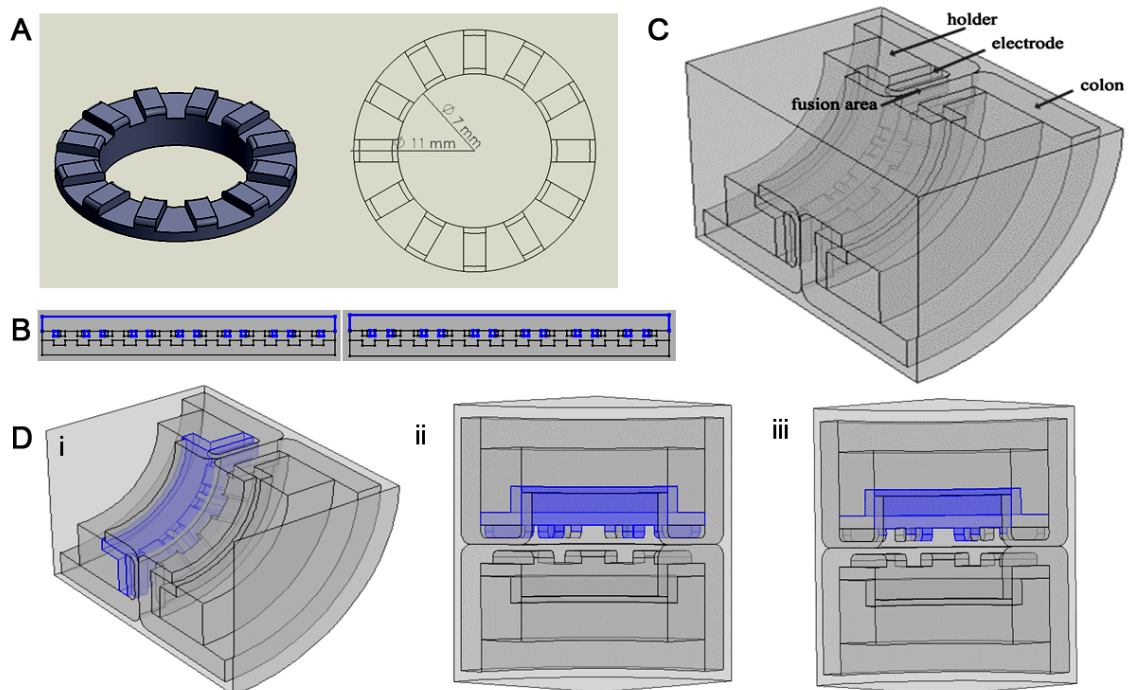 A
Ø 7 mm
Ø 11 mm
B
C
holder
electrode
fusion area
colon
D
i
ii
iii